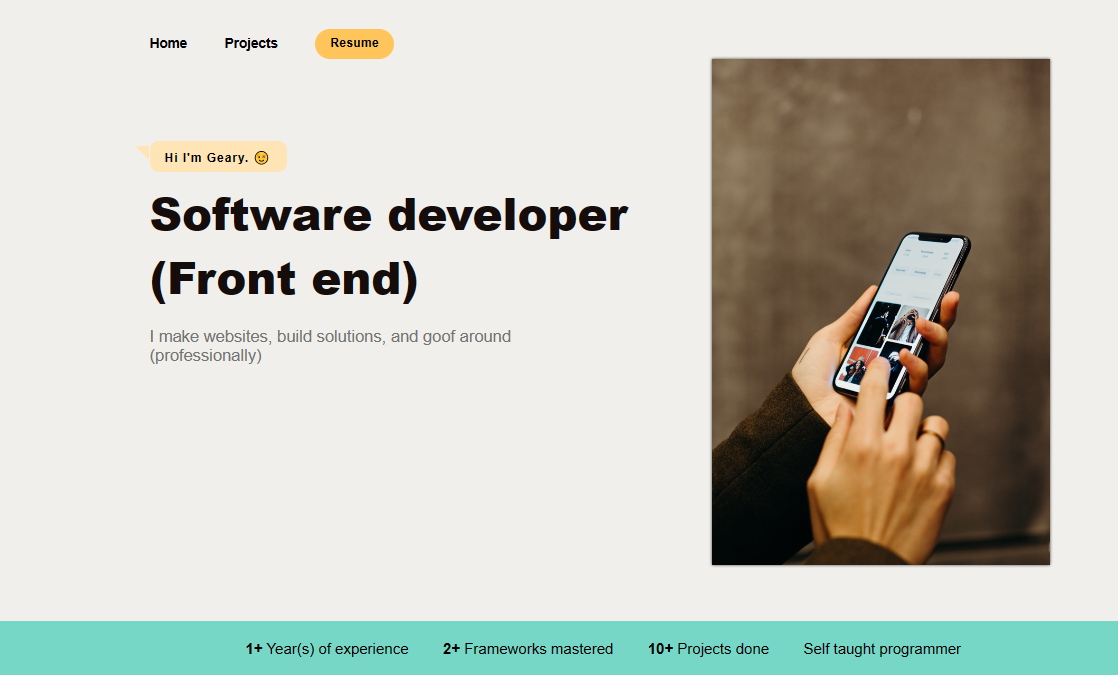 Home Projects Resume
Hi I'm Geary. 😉
Software developer
(Front end)
I make websites, build solutions, and goof around
(professionally)
1+ Year(s) of experience 2+ Frameworks mastered 10+ Projects done Self taught programmer